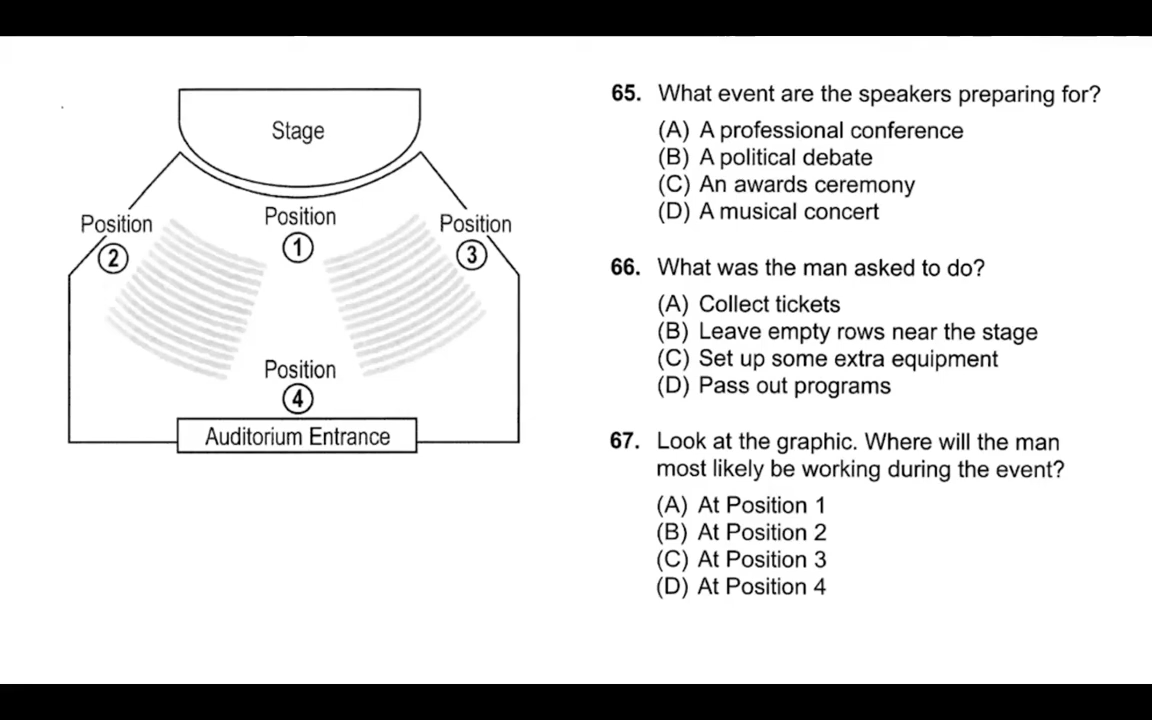 Stage
Position
1
Position
2
Position
3
Position
4
Auditorium Entrance
65. What event are the speakers preparing for?
(A) A professional conference
(B) A political debate
(C) An awards ceremony
(D) A musical concert
66. What was the man asked to do?
(A) Collect tickets
(B) Leave empty rows near the stage
(C) Set up some extra equipment
(D) Pass out programs
67. Look at the graphic. Where will the man
most likely be working during the event?
(A) At Position 1
(B) At Position 2
(C) At Position 3
(D) At Position 4